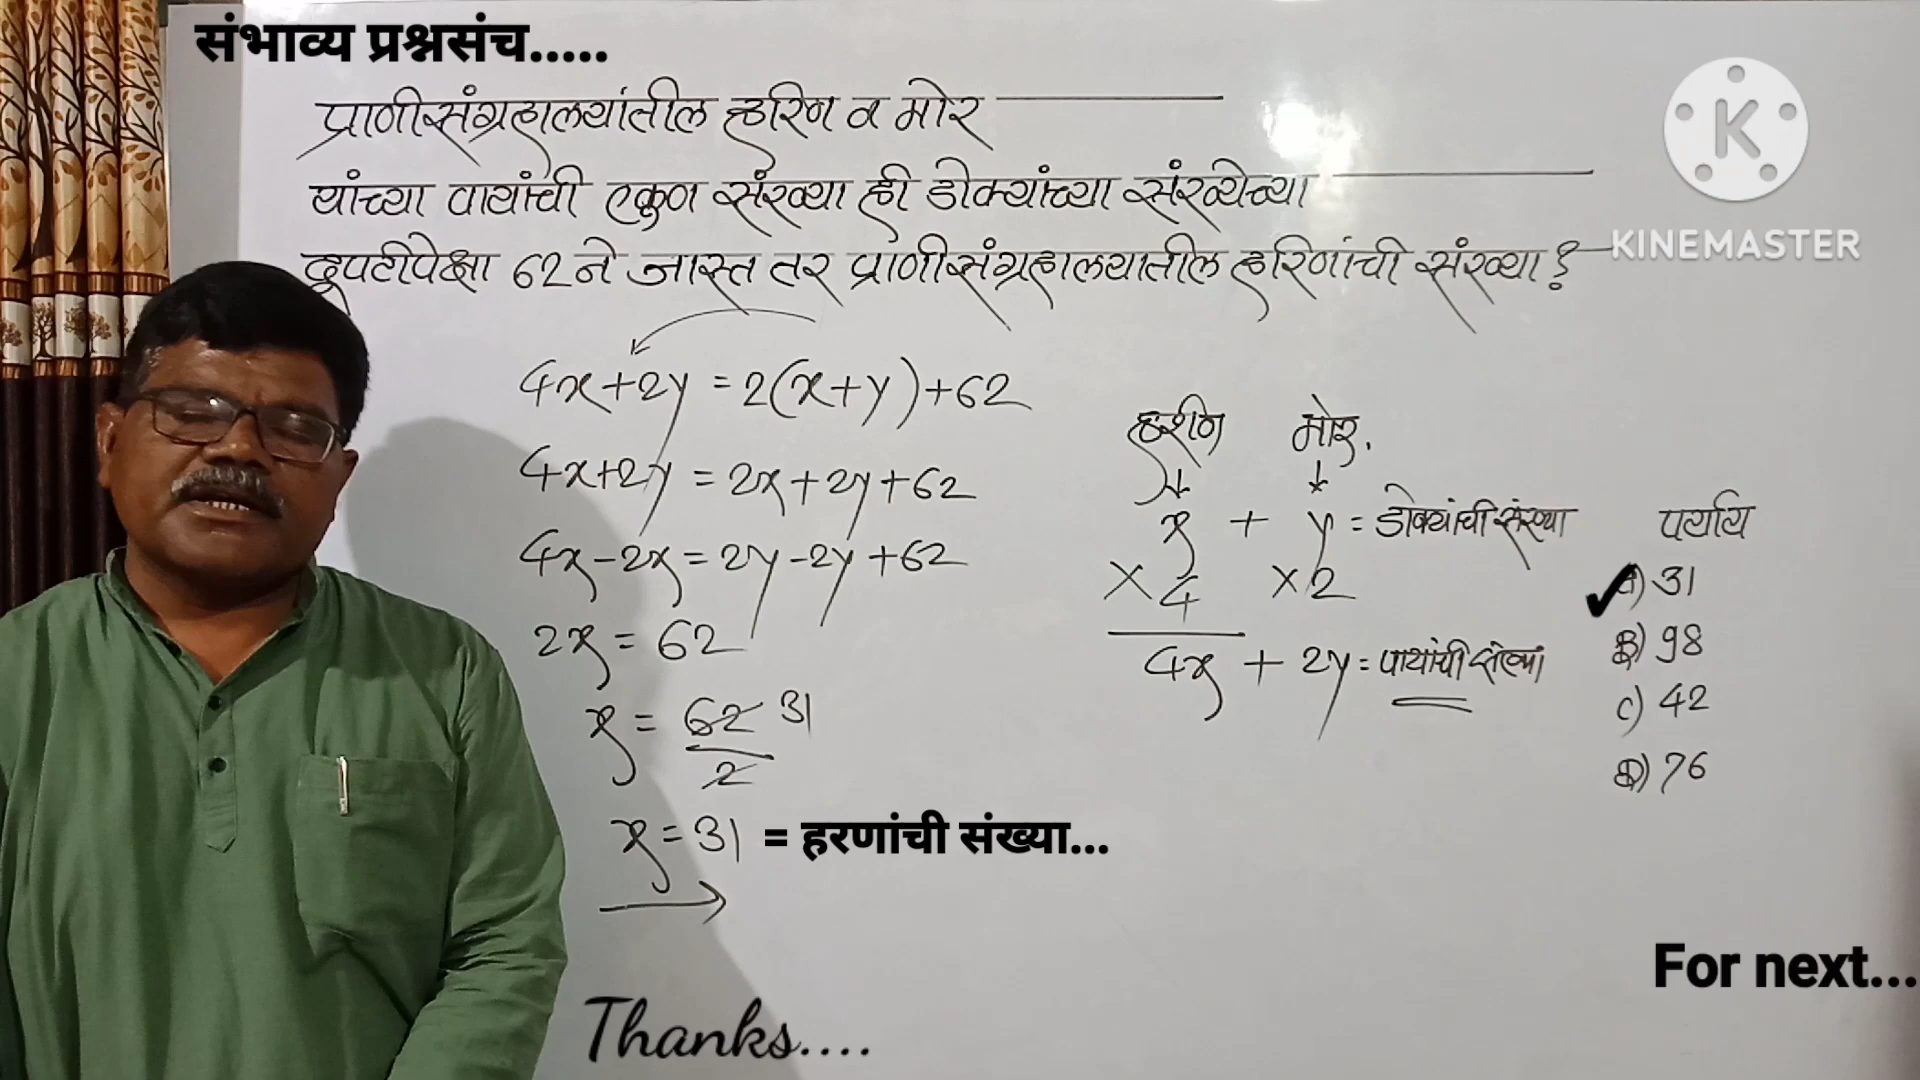 संभाव्य प्रश्नसंच.....
प्राणीसंग्रहालयांतील हरिण व मोर
यांच्या पायांची एकुण संख्या ही डोक्यांच्या संख्येच्या
दुपटीपेक्षा 62 ने जास्त तर प्राणीसंग्रहालयातील हरिणांची संख्या?
KINEMASTER
4x+2y = 2(x+y)+62
4x+2y = 2x+2y+62
4x-2x = 2y-2y+62
2x = 62
x = 62 31
2
x = 31 = हरणांची संख्या...
हरीण मोर.
x + y = डोक्यांची संख्या
×4 ×2
4x + 2y = पायांची संख्या
पर्याय
A) 31
B) 98
C) 42
D) 76
For next...
Thanks....